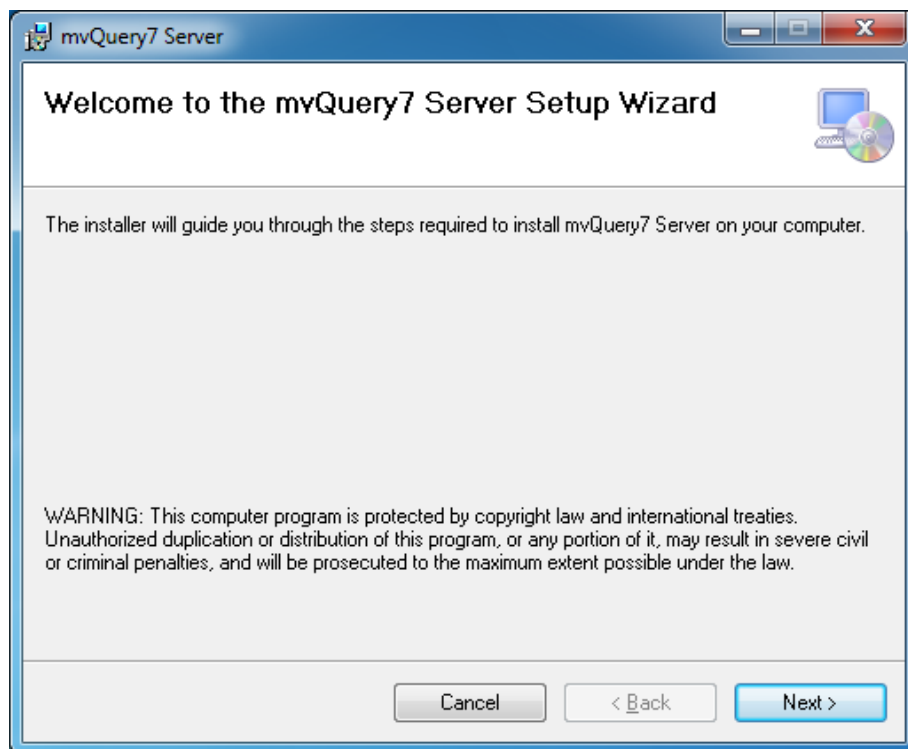 mvQuery7 Server
Welcome to the mvQuery7 Server Setup Wizard
The installer will guide you through the steps required to install mvQuery7 Server on your computer.
WARNING: This computer program is protected by copyright law and international treaties.
Unauthorized duplication or distribution of this program, or any portion of it, may result in severe civil
or criminal penalties, and will be prosecuted to the maximum extent possible under the law.
Cancel < Back Next >